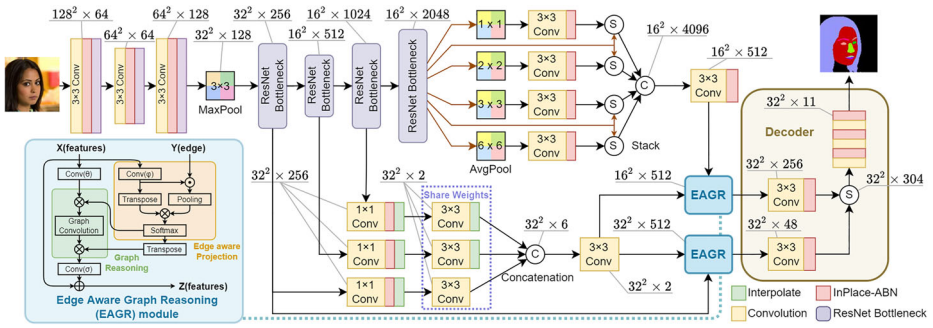 128² × 64
64² × 64
64² × 128
32² × 128
32² × 256
16² × 512
16² × 1024
16² × 2048
3×3 Conv
3×3 Conv
3×3 Conv
3×3
MaxPool
ResNet Bottleneck
ResNet Bottleneck
ResNet Bottleneck
ResNet Bottleneck
1 x 1
3×3 Conv
S
2 x 2
3×3 Conv
S
3 x 3
3×3 Conv
S
6 x 6
3×3 Conv
S
AvgPool
Stack
C
16² × 4096
16² × 512
3×3 Conv
X(features)
Y(edge)
Conv(θ)
Conv(φ)
Transpose
Pooling
Graph Convolution
Softmax
Transpose
Graph Reasoning
Edge aware Projection
Conv(σ)
Z(features)
Edge Aware Graph Reasoning
(EAGR) module
32² × 256
32² × 2
Share Weights
1×1 Conv
3×3 Conv
1×1 Conv
3×3 Conv
1×1 Conv
3×3 Conv
C
Concatenation
32² × 6
3×3 Conv
32² × 2
16² × 512
32² × 512
EAGR
EAGR
Decoder
32² × 11
32² × 256
3×3 Conv
32² × 48
3×3 Conv
S
32² × 304
Interpolate
InPlace-ABN
Convolution
ResNet Bottleneck